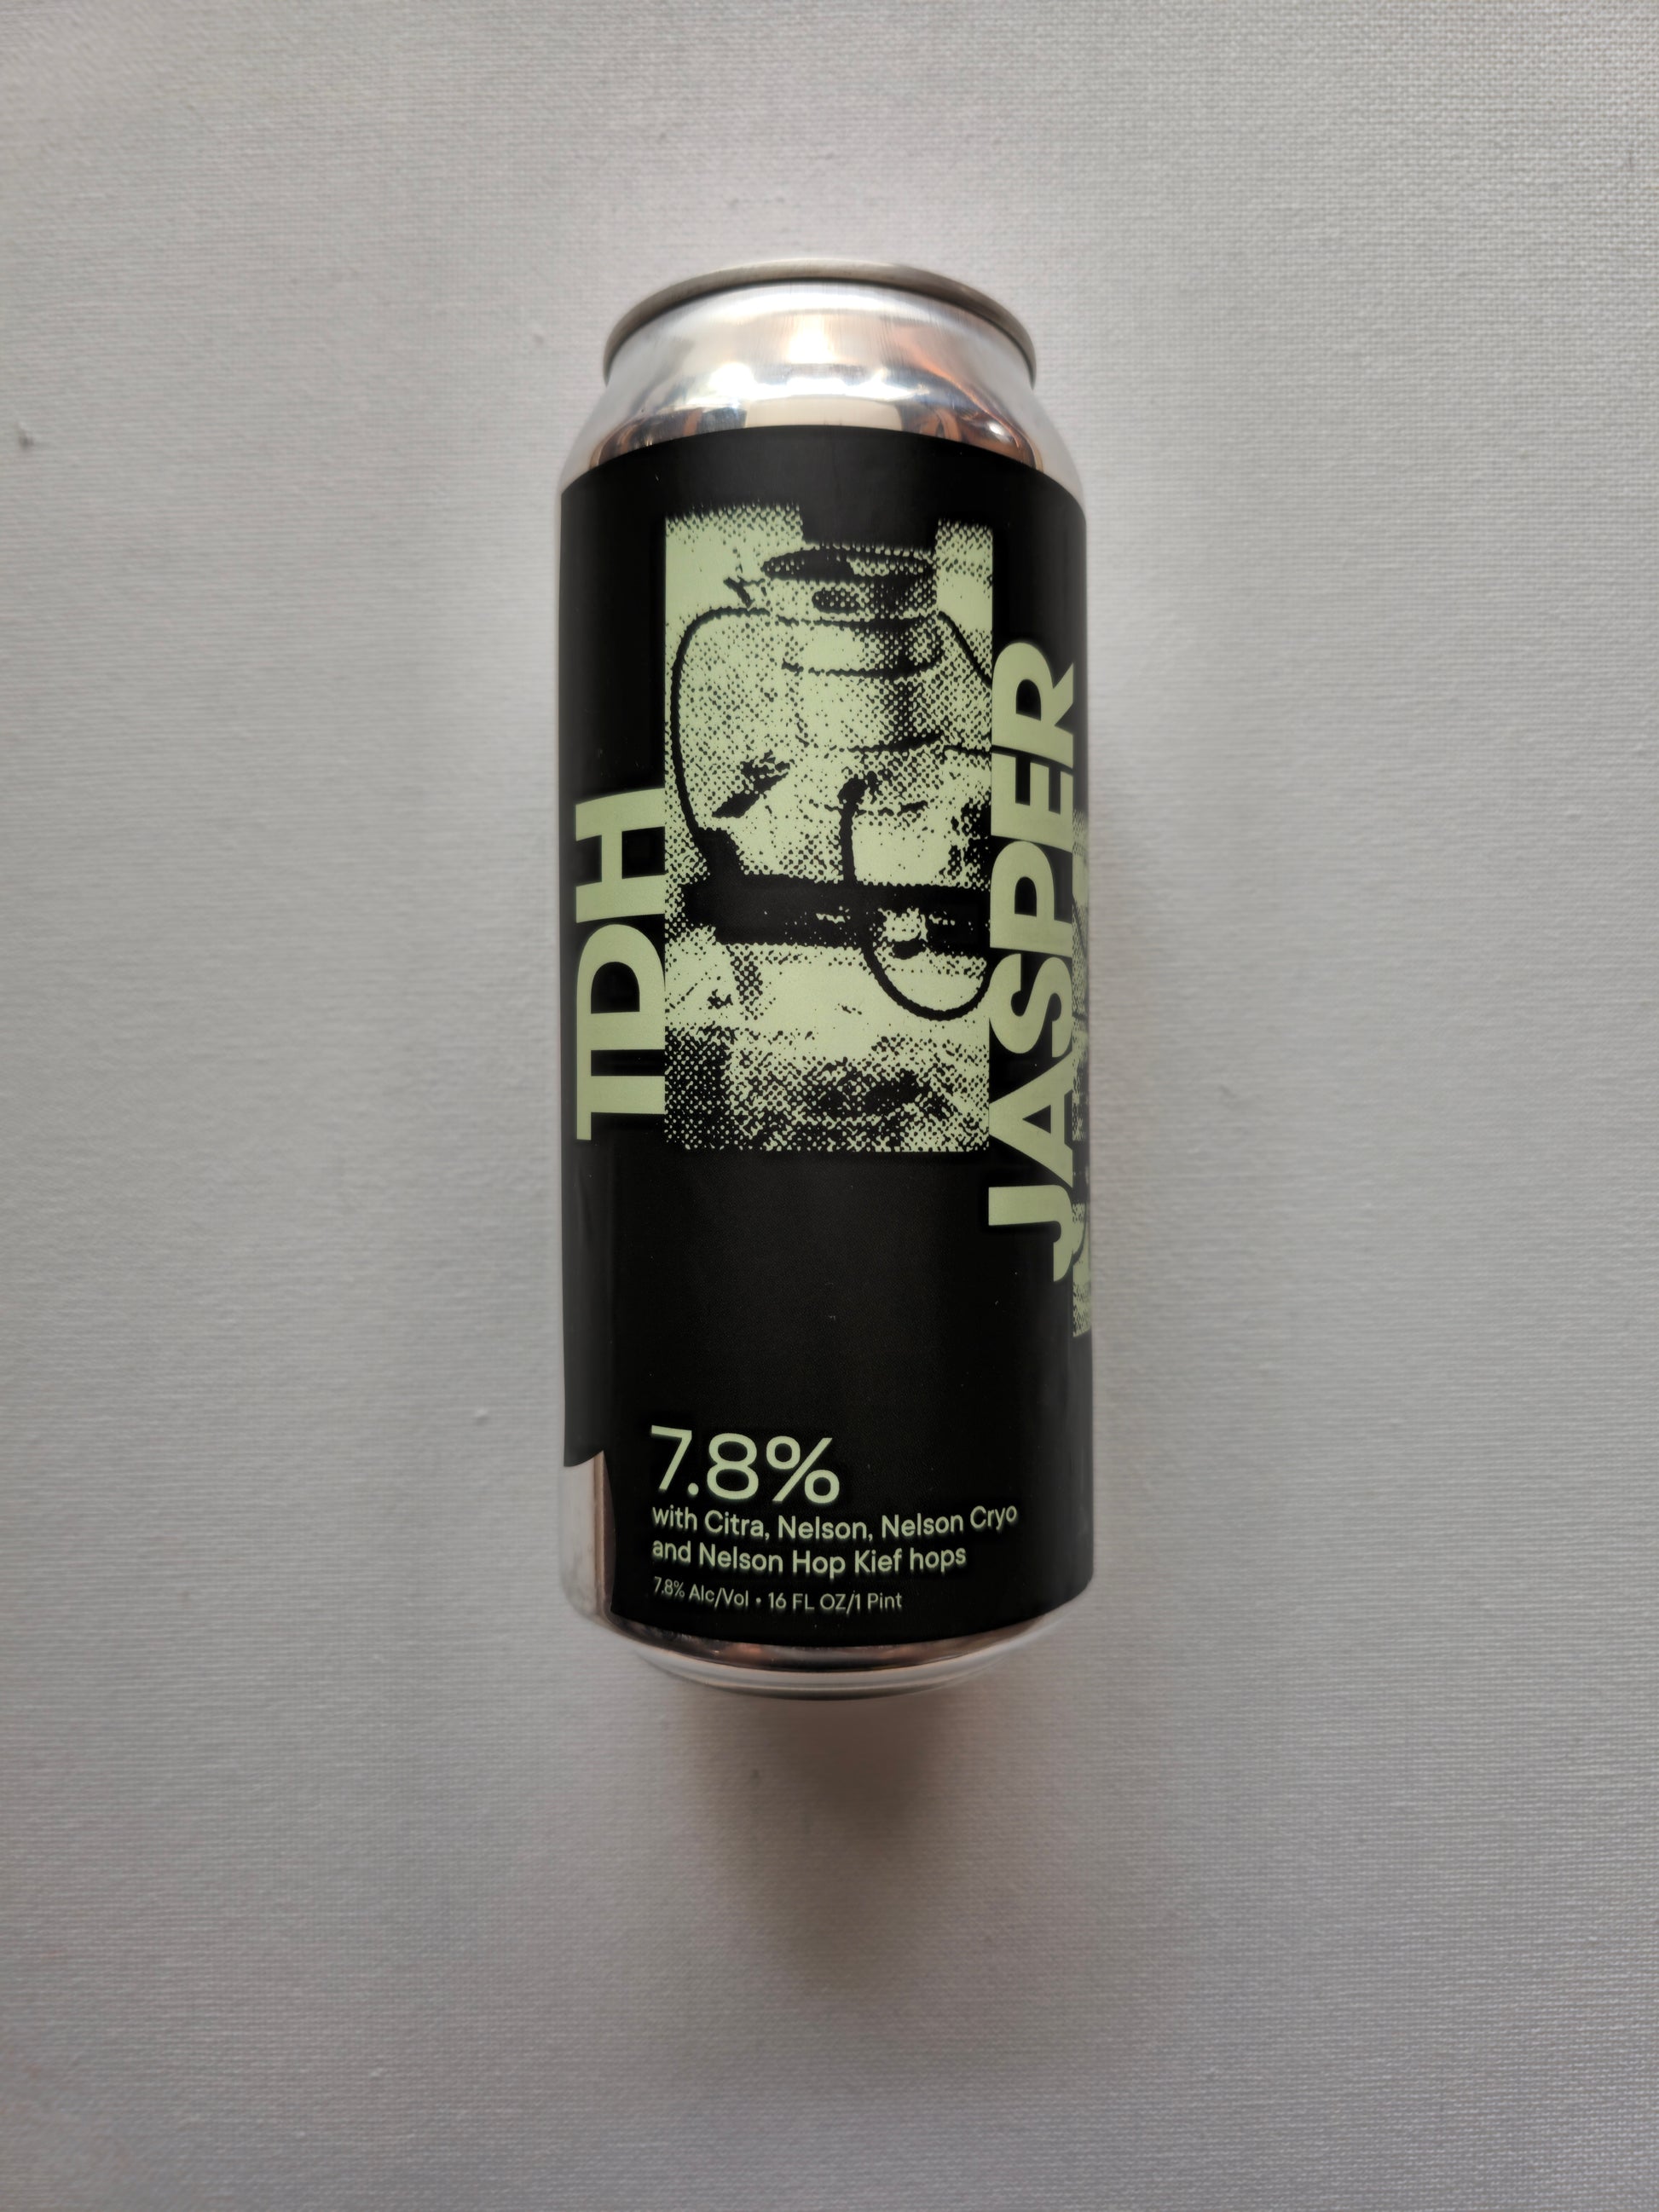 TDH
JASPER
7.8%
with Citra, Nelson, Nelson Cryo
and Nelson Hop Kief hops
7.8% Alc/Vol • 16 FL OZ/1 Pint